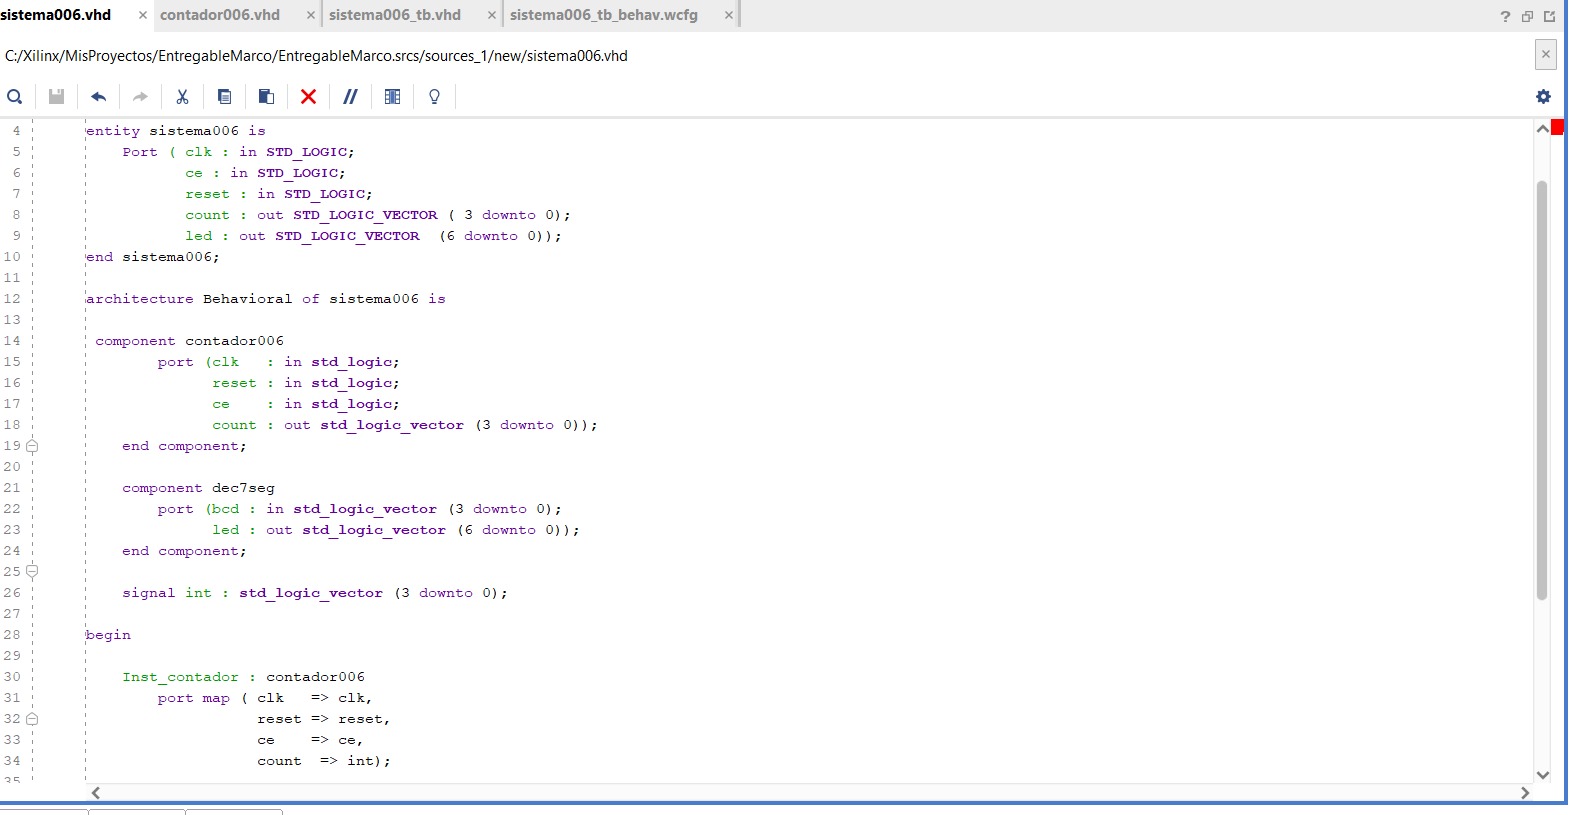 sistema006.vhd × contador006.vhd × sistema006_tb.vhd × sistema006_tb_behav.wcfg × ?
C:/Xilinx/MisProyectos/EntregableMarco/EntregableMarco.srcs/sources_1/new/sistema006.vhd ×
4 entity sistema006 is
5 Port ( clk : in STD_LOGIC;
6 ce : in STD_LOGIC;
7 reset : in STD_LOGIC;
8 count : out STD_LOGIC_VECTOR ( 3 downto 0);
9 led : out STD_LOGIC_VECTOR (6 downto 0));
10 end sistema006;
11
12 architecture Behavioral of sistema006 is
13
14 component contador006
15 port (clk : in std_logic;
16 reset : in std_logic;
17 ce : in std_logic;
18 count : out std_logic_vector (3 downto 0));
19 end component;
20
21 component dec7seg
22 port (bcd : in std_logic_vector (3 downto 0);
23 led : out std_logic_vector (6 downto 0));
24 end component;
25
26 signal int : std_logic_vector (3 downto 0);
27
28 begin
29
30 Inst_contador : contador006
31 port map ( clk => clk,
32 reset => reset,
33 ce => ce,
34 count => int);
35